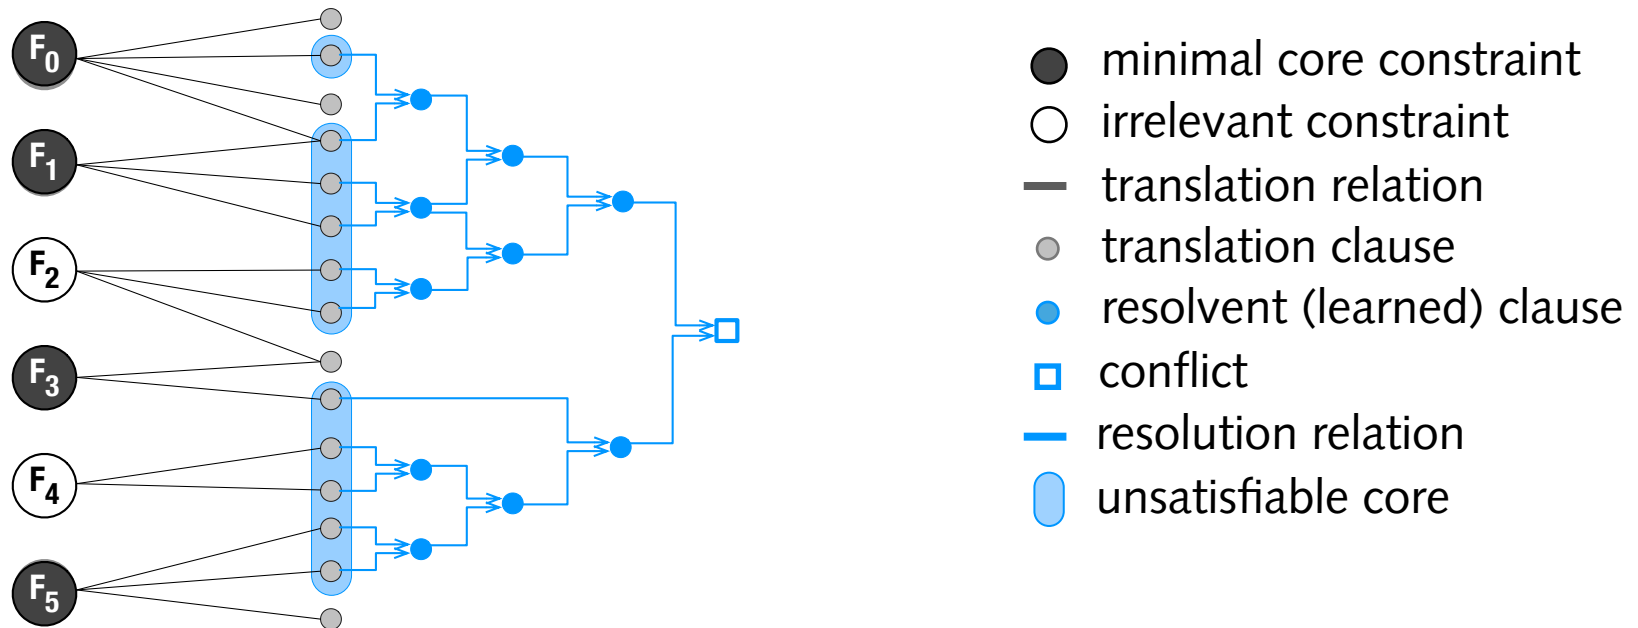 F0
F1
F2
F3
F4
F5
minimal core constraint
irrelevant constraint
translation relation
translation clause
resolvent (learned) clause
conflict
resolution relation
unsatisfiable core